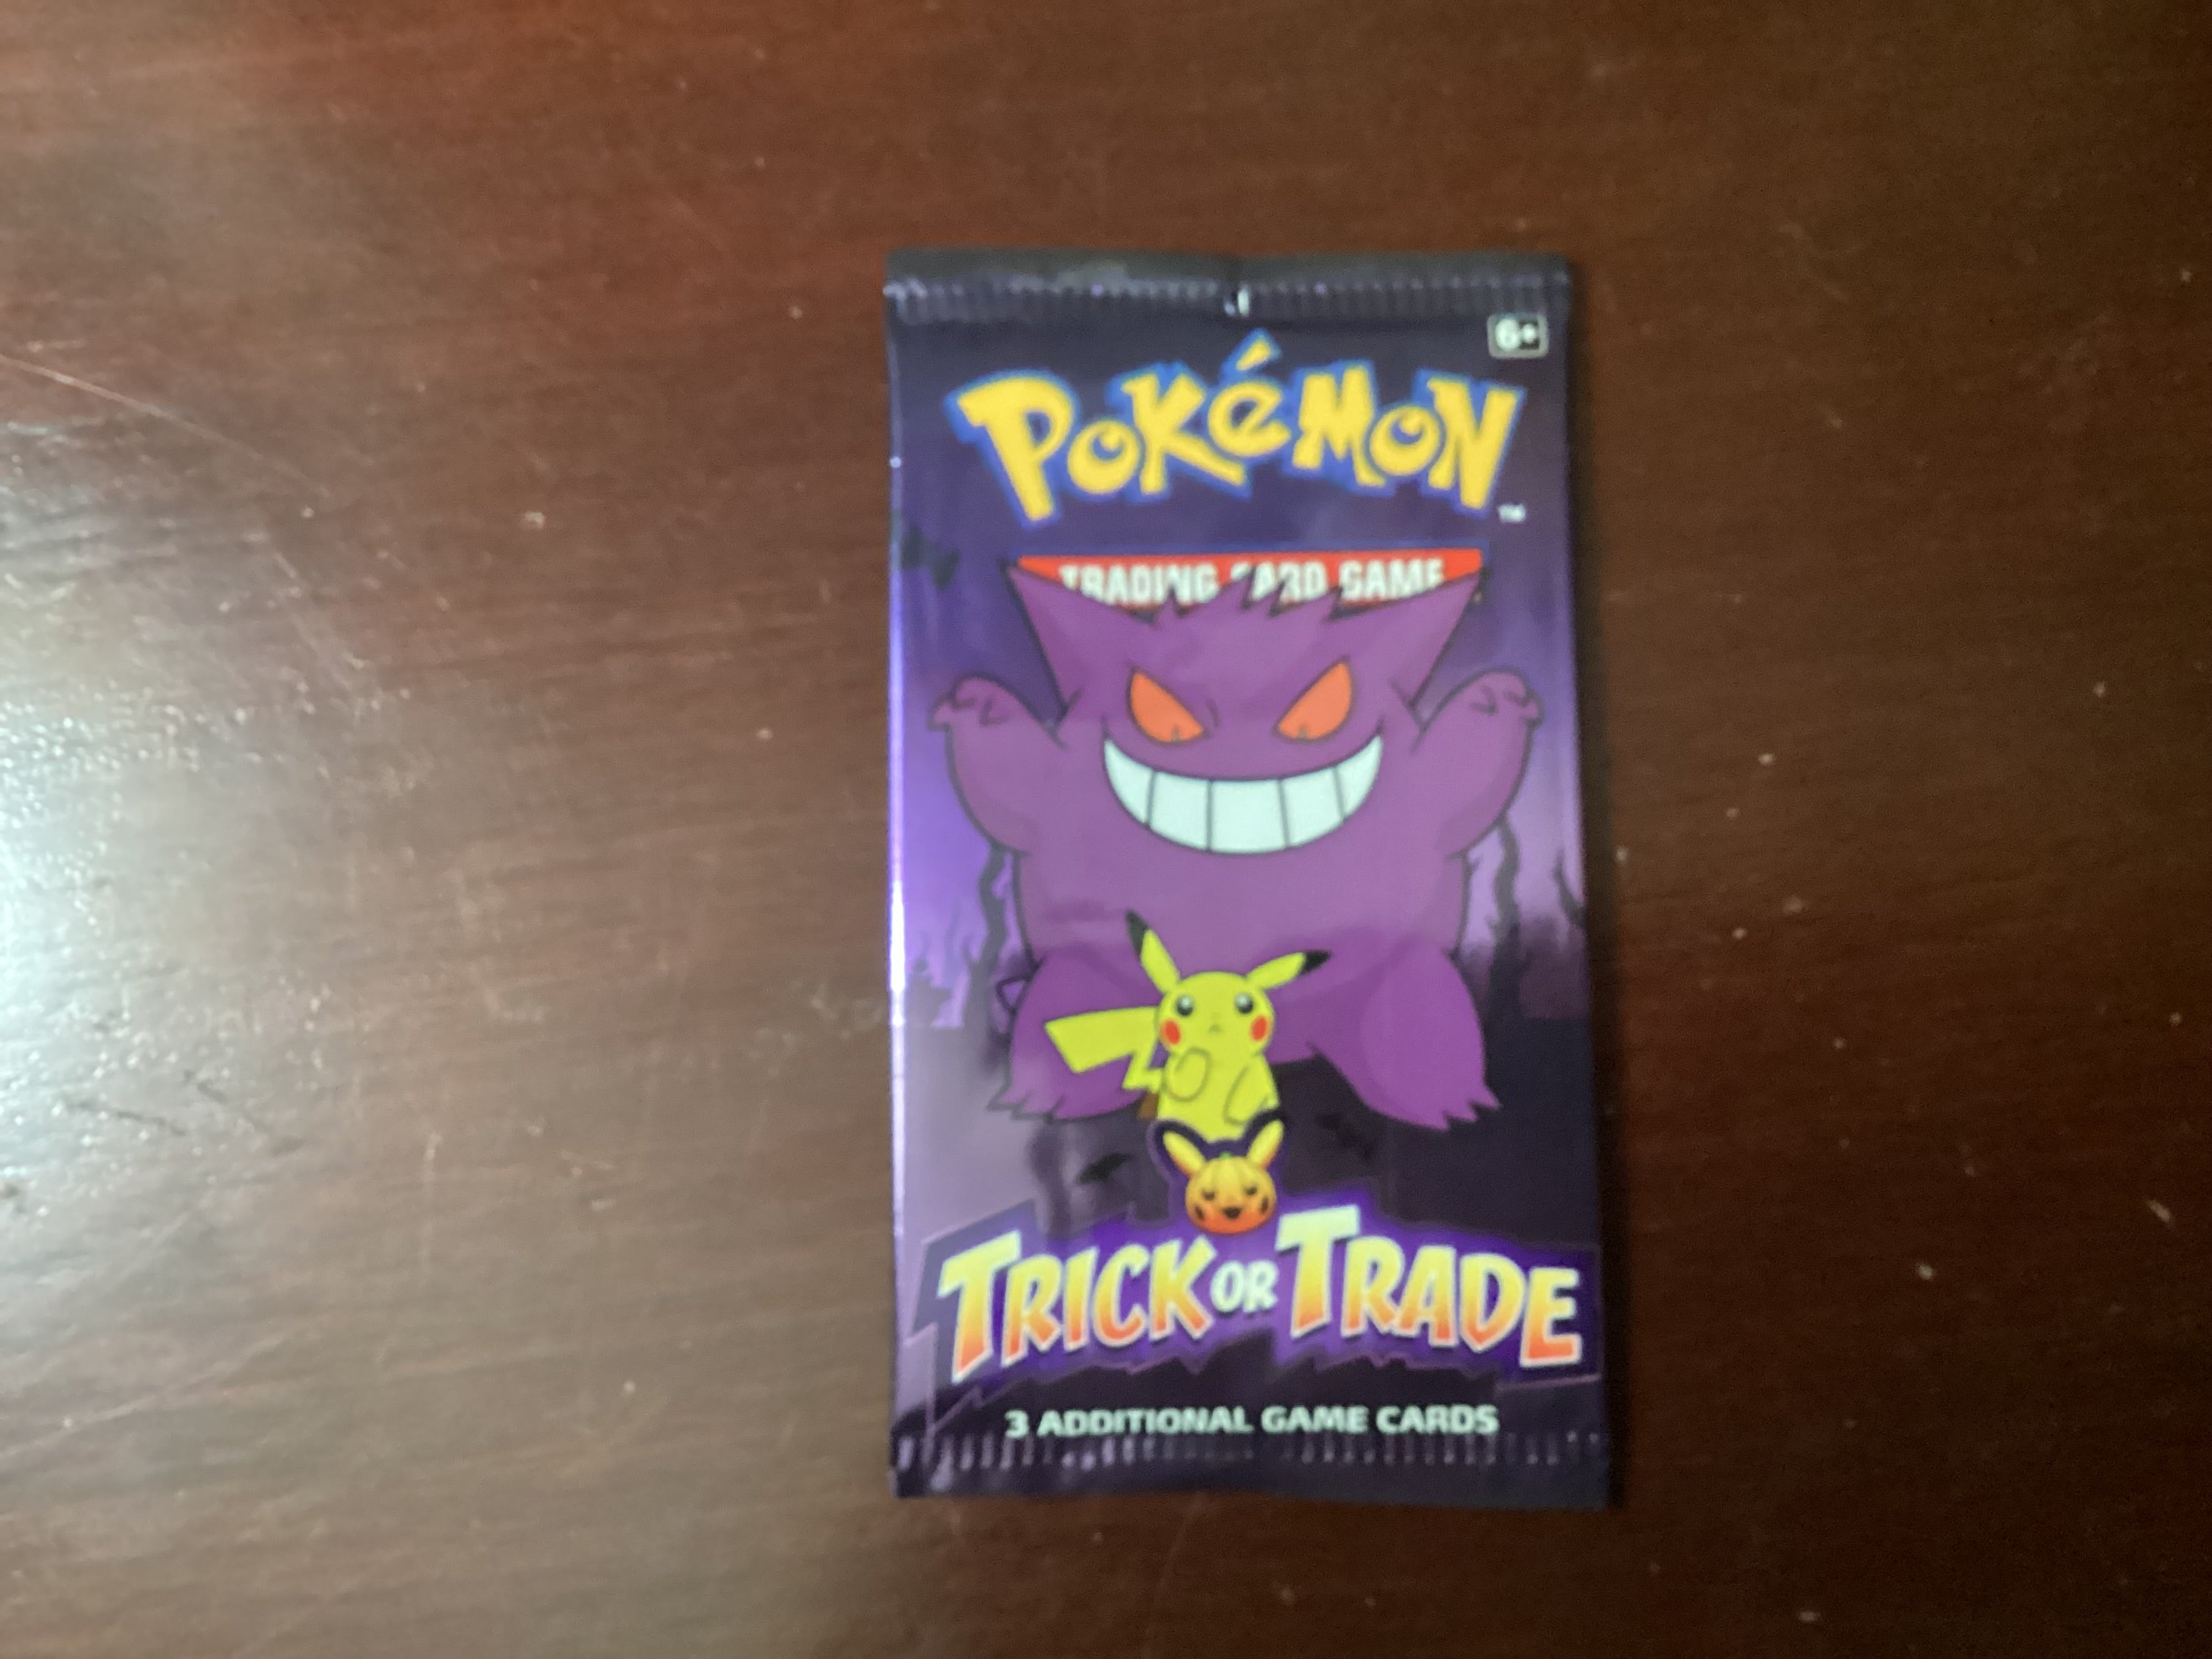 6+
POKéMON
™
TRADING CARD GAME
TRICK OR TRADE
3 ADDITIONAL GAME CARDS